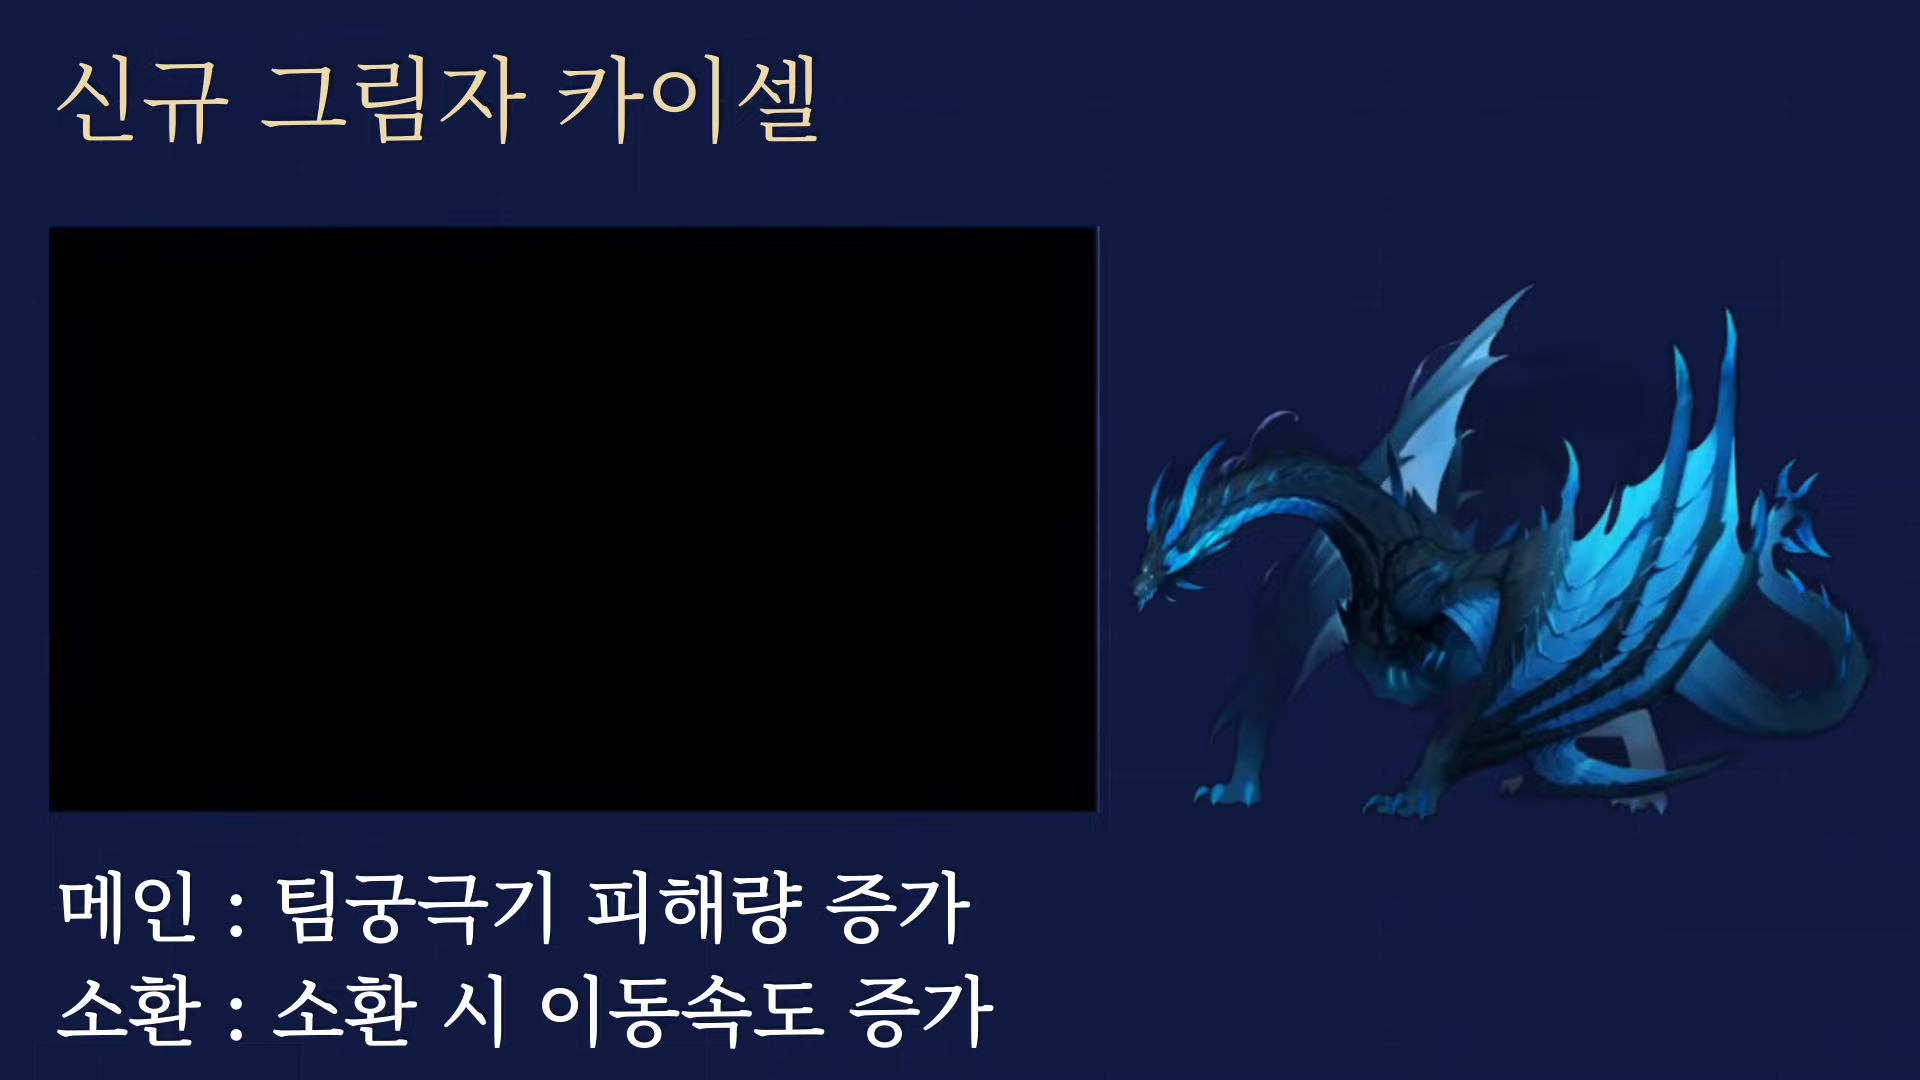 신규 그림자 카이셀
메인 : 팀궁극기 피해량 증가
소환 : 소환 시 이동속도 증가